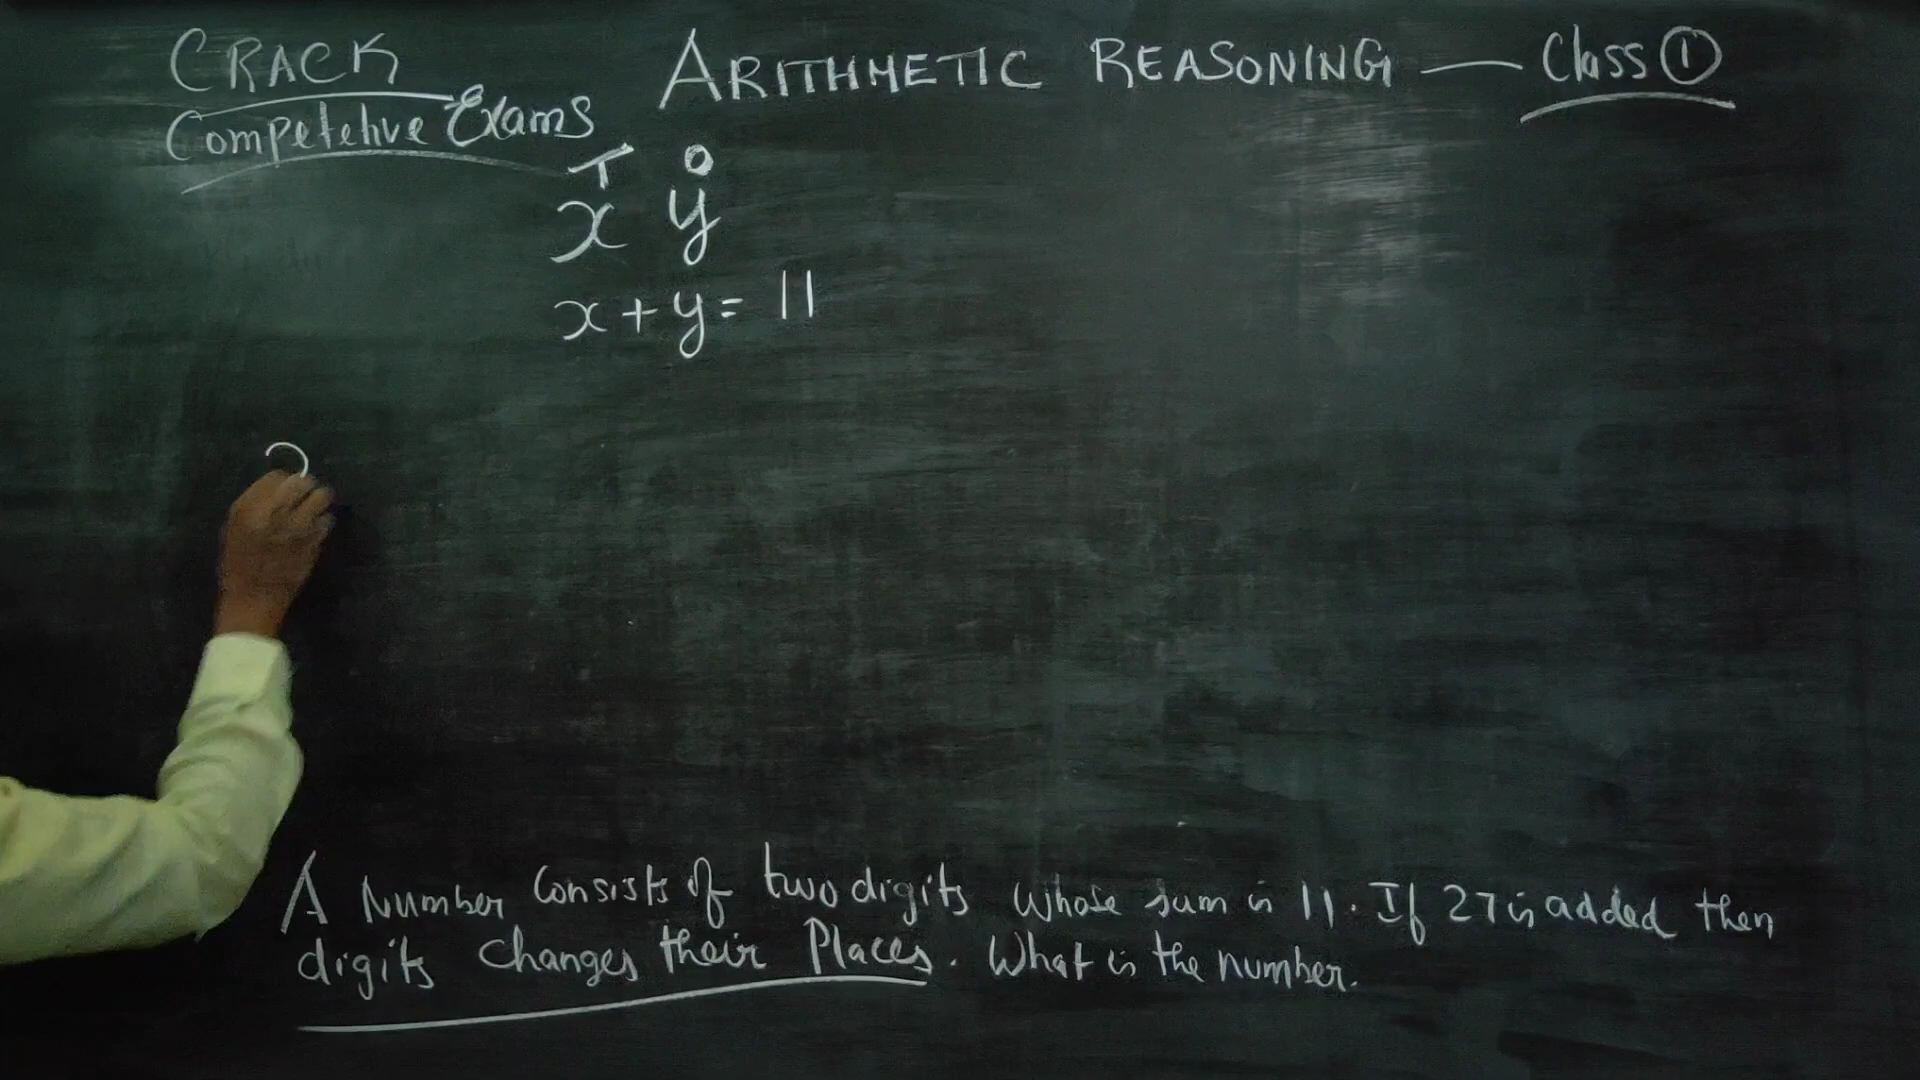 CRACK
Competetive Exams
ARITHMETIC REASONING — Class ①
T O
x y
x + y = 11
A Number Consists of two digits whose sum is 11. If 27 is added then
digits changes their Places. What is the number.